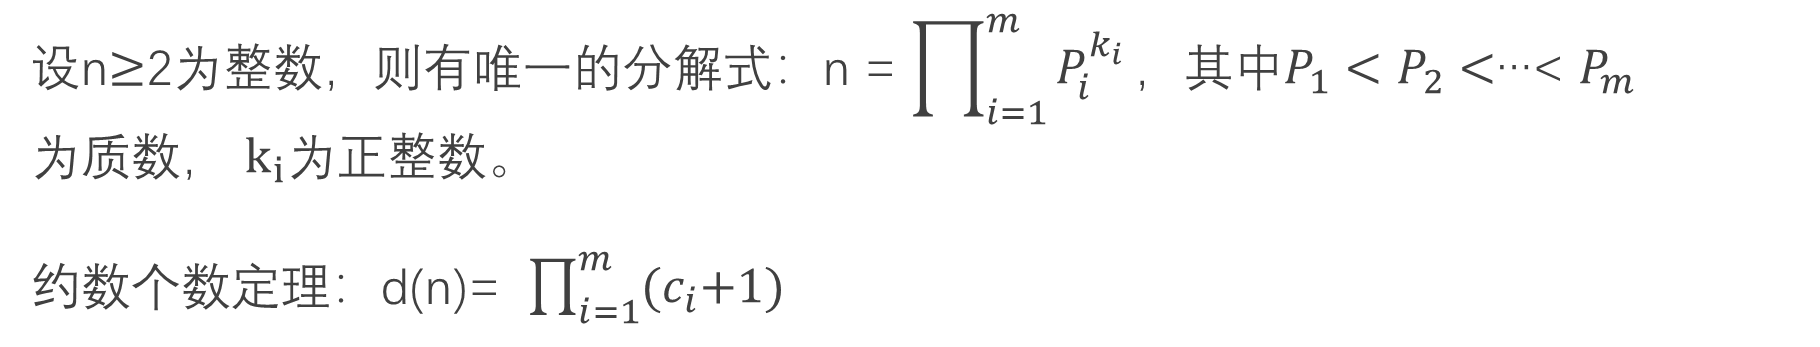 设n≥2为整数，则有唯一的分解式：n = ∏_{i=1}^{m} P_i^{k_i}，其中P_1 < P_2 <⋯< P_m
为质数， k_i为正整数。
约数个数定理：d(n)= ∏_{i=1}^{m}(c_i+1)